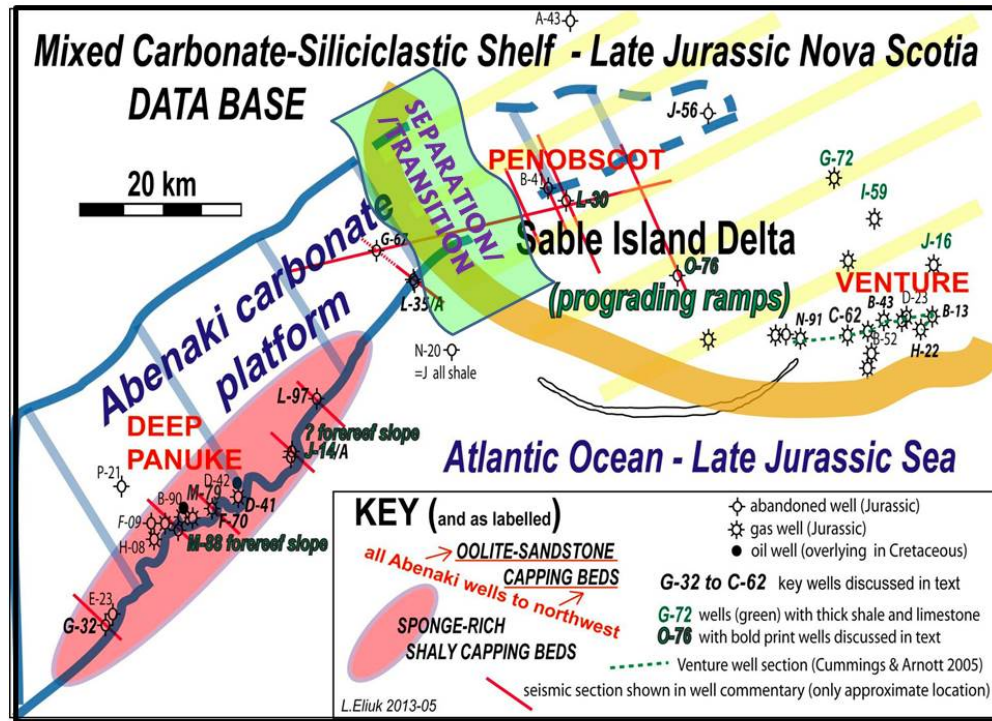 A-43
Mixed Carbonate-Siliciclastic Shelf - Late Jurassic Nova Scotia
DATA BASE
20 km
SEPARATION/
/TRANSITION
J-56
PENOBSCOT
B-41
L-30
G-72
I-59
Abenaki carbonate
platform
G-67
Sable Island Delta
J-16
L-35/A
O-76
(prograding ramps)
VENTURE
N-91
C-62
B-43
D-23
B-13
B-52
H-22
N-20
=J all shale
L-97
DEEP
PANUKE
? forereef slope
J-14/A
Atlantic Ocean - Late Jurassic Sea
P-21
D-42
B-90
M-79
D-41
F-09
F-70
H-08
M-88 forereef slope
E-23
G-32
KEY (and as labelled)
OOLITE-SANDSTONE
CAPPING BEDS
all Abenaki wells to northwest
SPONGE-RICH
SHALY CAPPING BEDS
abandoned well (Jurassic)
gas well (Jurassic)
oil well (overlying in Cretaceous)
G-32 to C-62 key wells discussed in text
G-72 wells (green) with thick shale and limestone
O-76 with bold print wells discussed in text
Venture well section (Cummings & Arnott 2005)
seismic section shown in well commentary (only approximate location)
L.Eliuk 2013-05